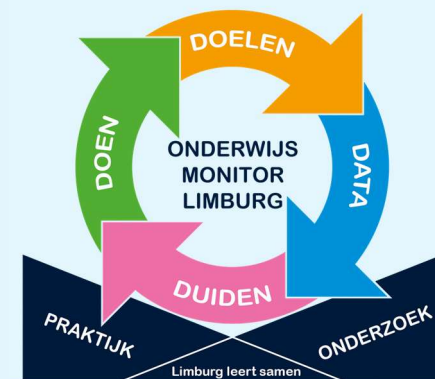 DOELEN
DATA
DUIDEN
DOEN
ONDERWIJS
MONITOR
LIMBURG
PRAKTIJK
ONDERZOEK
Limburg leert samen